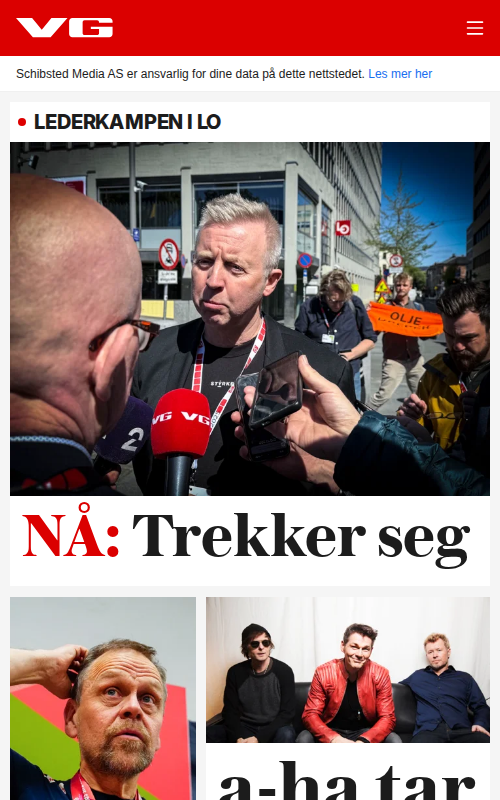 VG
Schibsted Media AS er ansvarlig for dine data på dette nettstedet. Les mer her
LEDERKAMPEN I LO
LO
OLJE
STYRKE
VG VG
2
NÅ: Trekker seg
a-ha tar